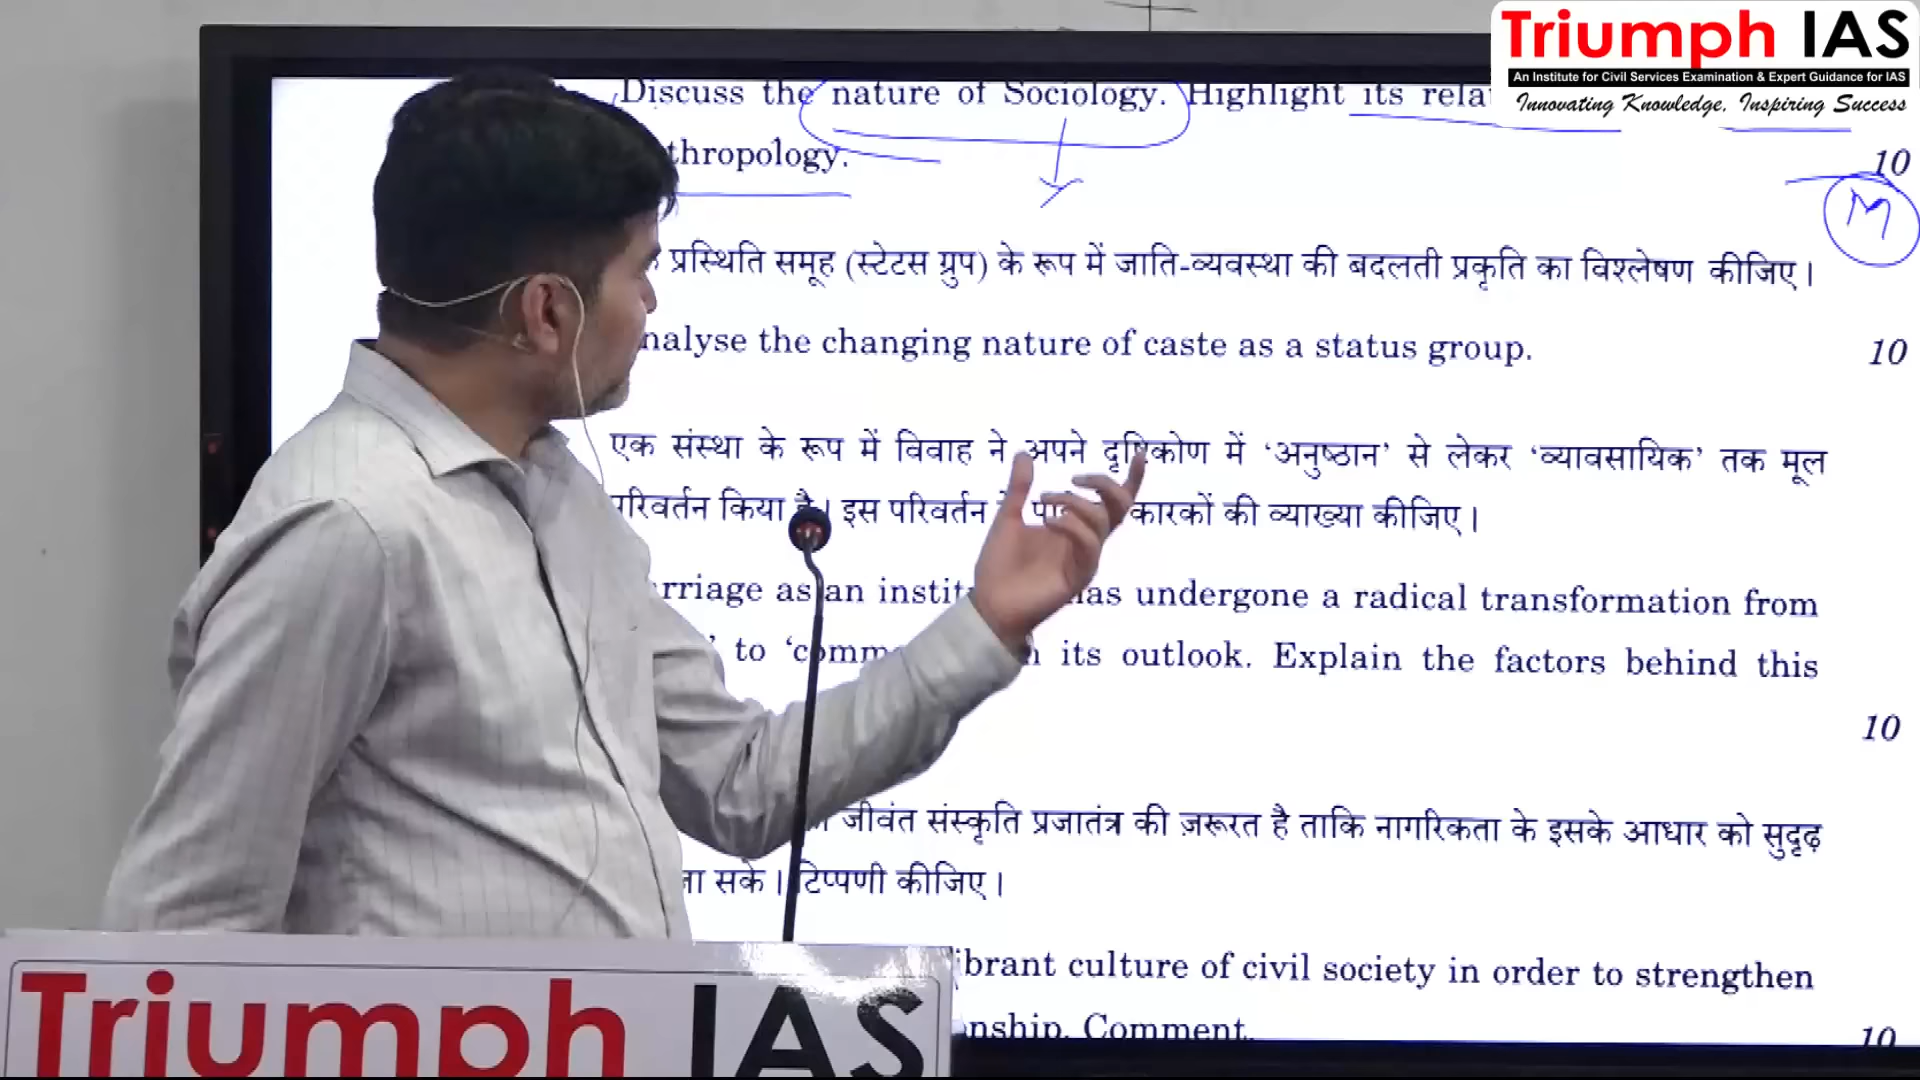 Triumph IAS
An Institute for Civil Services Examination & Expert Guidance for IAS
Innovating Knowledge, Inspiring Success
Discuss the nature of Sociology. Highlight its
thropology.
10
M
प्रस्थिति समूह (स्टेटस ग्रुप) के रूप में जाति-व्यवस्था की बदलती प्रकृति का विश्लेषण कीजिए।
nalyse the changing nature of caste as a status group.
10
एक संस्था के रूप में विवाह ने अपने दृष्टिकोण में ‘अनुष्ठान’ से लेकर ‘व्यावसायिक’ तक मूल
परिवर्तन किया है। इस परिवर्तन कारकों की व्याख्या कीजिए।
rriage as an has undergone a radical transformation from
to its outlook. Explain the factors behind this
10
जीवंत संस्कृति प्रजातंत्र की ज़रूरत है ताकि नागरिकता के इसके आधार को सुदृढ़
जा सके। टिप्पणी कीजिए।
ibrant culture of civil society in order to strengthen
nship. Comment.
10
Triumph IAS